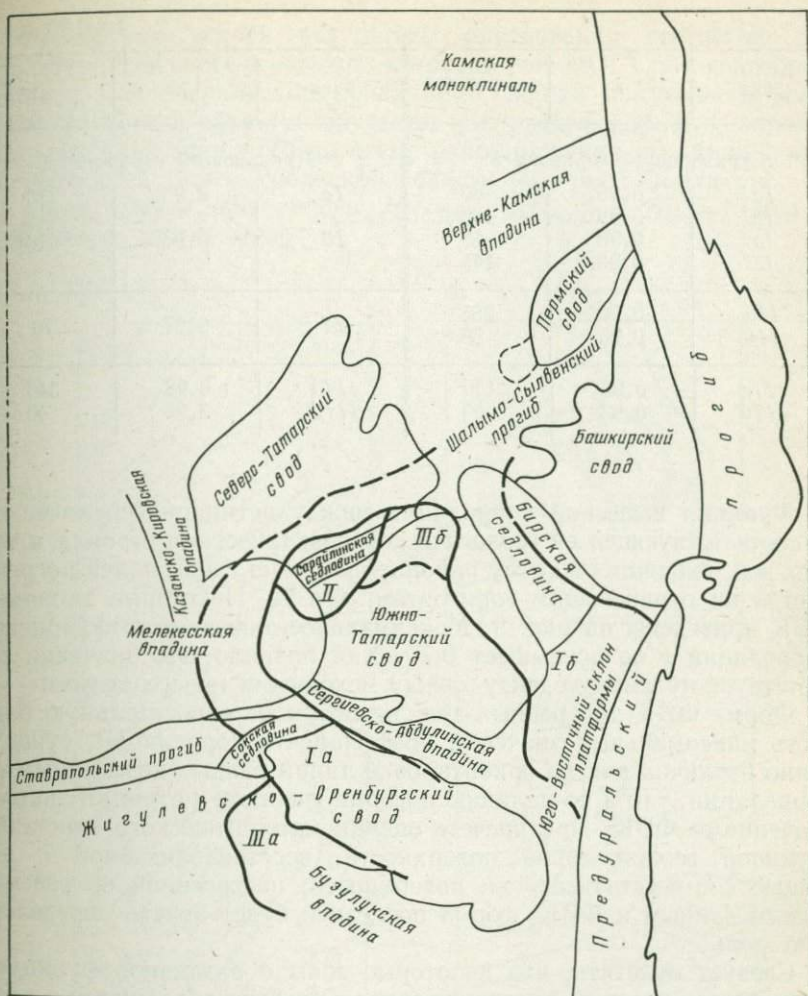 Камская
моноклиналь
Верхне-Камская
впадина
Пермский
свод
Шалымо-Сылвенский
прогиб
Башкирский
свод
Северо-Татарский
свод
Казанско-Кировская
впадина
Бирская
седловина
IIIб
Сарайлинская
седловина
II
Южно-
Татарский
свод
Мелекесская
впадина
Iб
Сергиевско-Абдулинская
впадина
Юго-Восточный склон
платформы
Сокская
седловина
Ставропольский прогиб
Iа
Жигулевско-Оренбургский
свод
IIIа
Бузулукская
впадина
Предуральский
прогиб